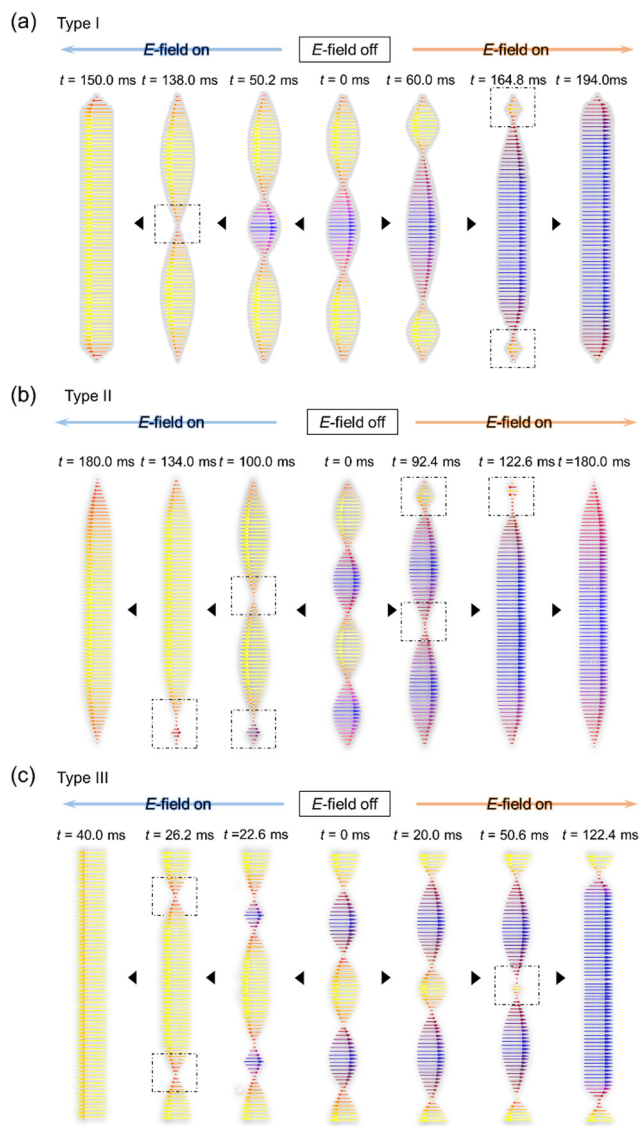 (a) Type I
E-field on E-field off E-field on
t = 150.0 ms t = 138.0 ms t = 50.2 ms t = 0 ms t = 60.0 ms t = 164.8 ms t = 194.0ms
(b) Type II
E-field on E-field off E-field on
t = 180.0 ms t = 134.0 ms t = 100.0 ms t = 0 ms t = 92.4 ms t = 122.6 ms t =180.0 ms
(c) Type III
E-field on E-field off E-field on
t = 40.0 ms t = 26.2 ms t =22.6 ms t = 0 ms t = 20.0 ms t = 50.6 ms t = 122.4 ms